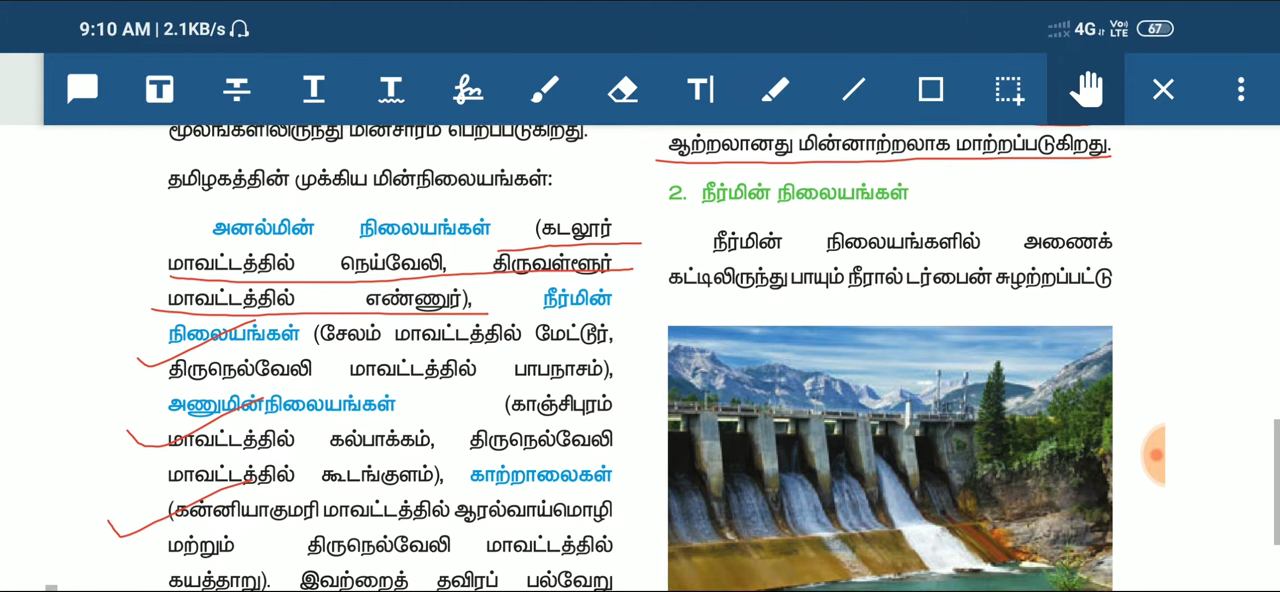 9:10 AM | 2.1KB/s
4G
Vo)
LTE
67
மூலங்களிலிருந்து மின்சாரம் பெறப்படுகிறது.
தமிழகத்தின் முக்கிய மின்நிலையங்கள்:
அனல்மின் நிலையங்கள் (கடலூர்
மாவட்டத்தில் நெய்வேலி, திருவள்ளூர்
மாவட்டத்தில் எண்ணுர்), நீர்மின்
நிலையங்கள் (சேலம் மாவட்டத்தில் மேட்டூர்,
திருநெல்வேலி மாவட்டத்தில் பாபநாசம்),
அணுமின்நிலையங்கள் (காஞ்சிபுரம்
மாவட்டத்தில் கல்பாக்கம், திருநெல்வேலி
மாவட்டத்தில் கூடங்குளம்), காற்றாலைகள்
(கன்னியாகுமரி மாவட்டத்தில் ஆரல்வாய்மொழி
மற்றும் திருநெல்வேலி மாவட்டத்தில்
கயத்தாறு). இவற்றைத் தவிரப் பல்வேறு
ஆற்றலானது மின்னாற்றலாக மாற்றப்படுகிறது.
2. நீர்மின் நிலையங்கள்
நீர்மின் நிலையங்களில் அணைக்
கட்டிலிருந்து பாயும் நீரால் டர்பைன் சுழற்றப்பட்டு